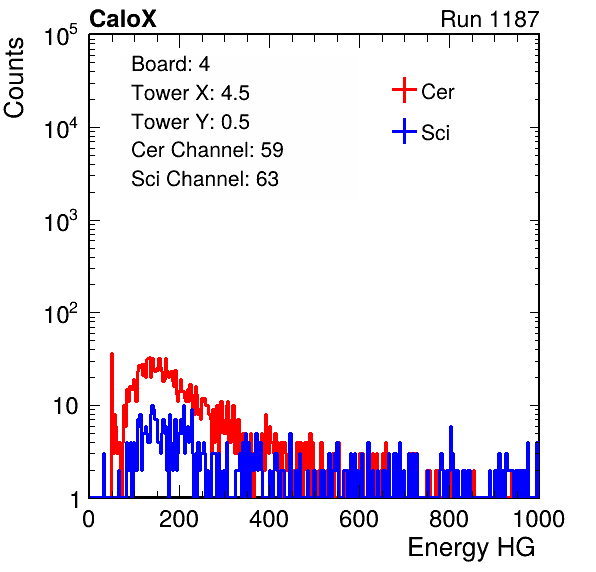 CaloX Run 1187
Counts
10^5
10^4
10^3
10^2
10
1
Board: 4
Tower X: 4.5
Tower Y: 0.5
Cer Channel: 59
Sci Channel: 63
Cer
Sci
0 200 400 600 800 1000
Energy HG